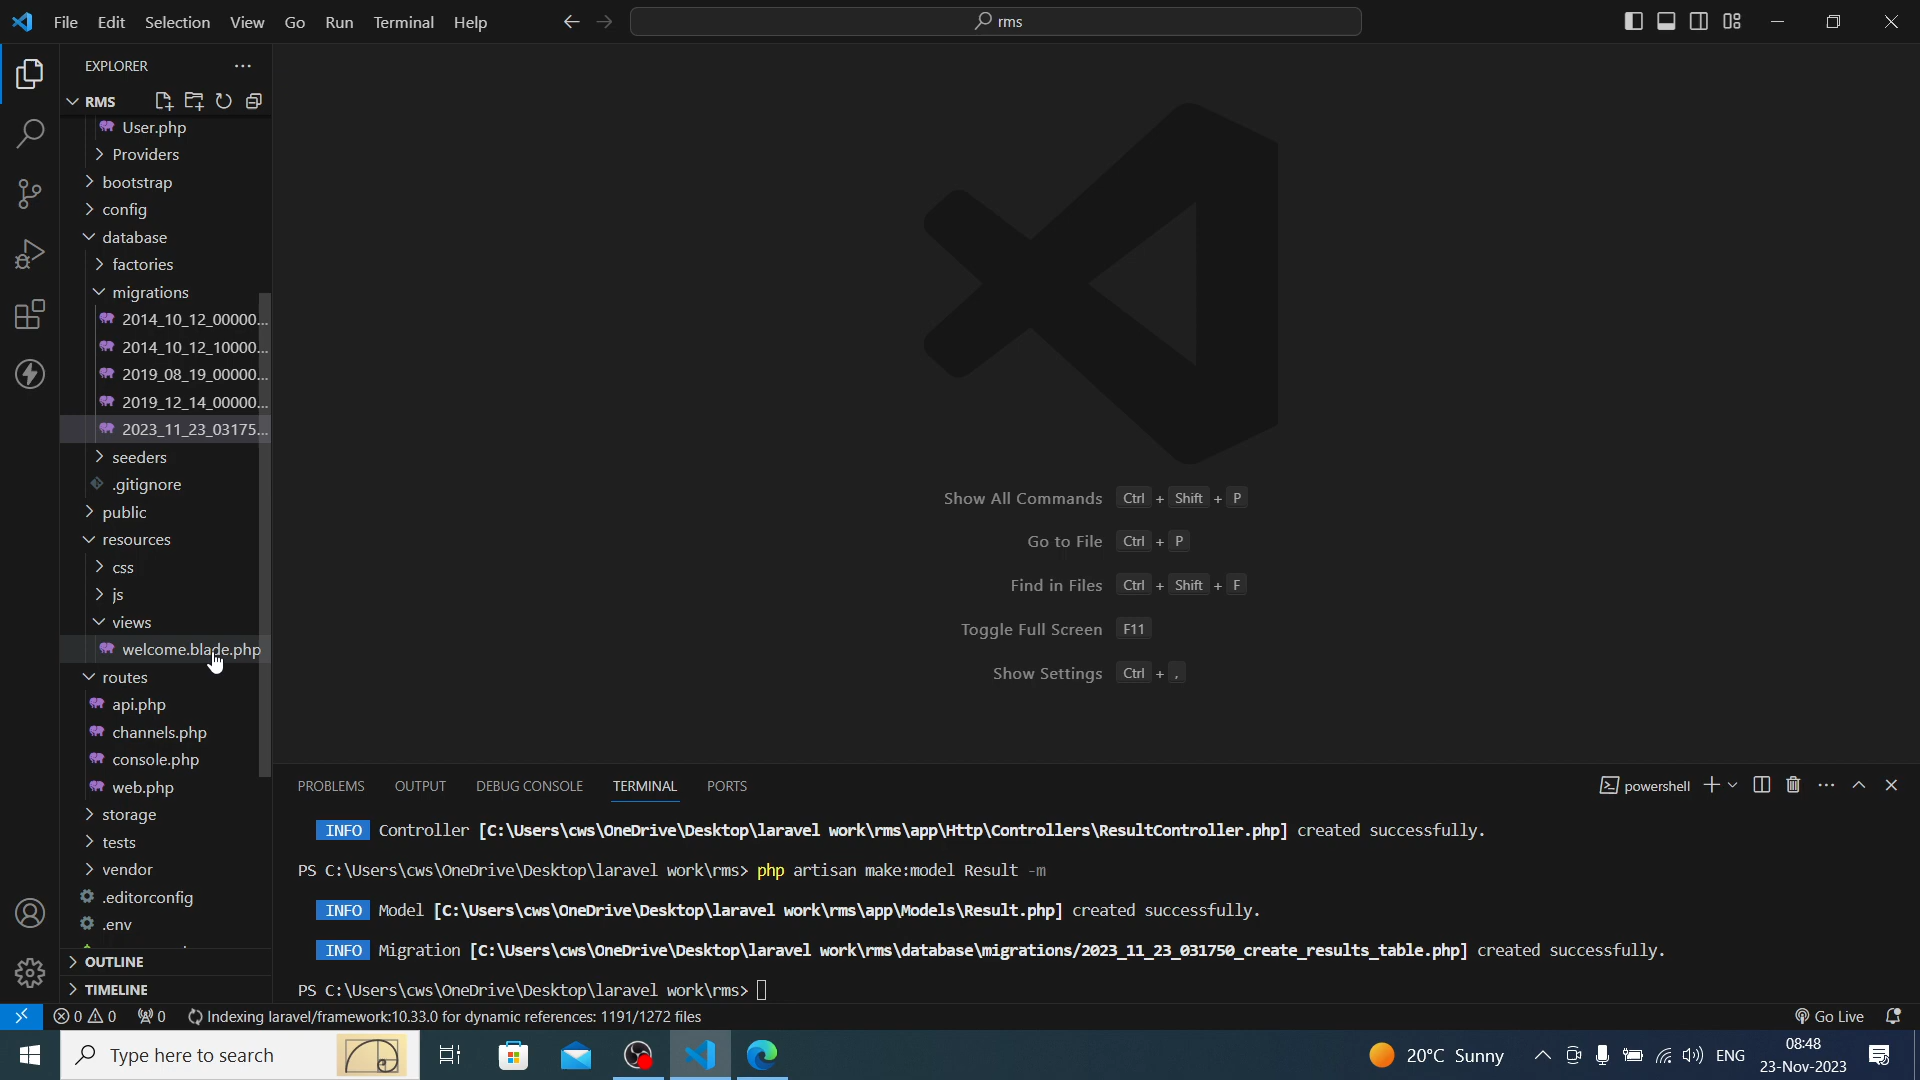 File Edit Selection View Go Run Terminal Help
rms
EXPLORER
RMS
User.php
Providers
bootstrap
config
database
factories
migrations
2014_10_12_00000...
2014_10_12_10000...
2019_08_19_00000...
2019_12_14_00000...
2023_11_23_03175...
seeders
.gitignore
public
resources
css
js
views
welcome.blade.php
routes
api.php
channels.php
console.php
web.php
storage
tests
vendor
.editorconfig
.env
OUTLINE
TIMELINE
Show All Commands Ctrl + Shift + P
Go to File Ctrl + P
Find in Files Ctrl + Shift + F
Toggle Full Screen F11
Show Settings Ctrl + ,
PROBLEMS OUTPUT DEBUG CONSOLE TERMINAL PORTS
powershell
INFO Controller [C:\Users\cws\OneDrive\Desktop\laravel work\rms\app\Http\Controllers\ResultController.php] created successfully.
PS C:\Users\cws\OneDrive\Desktop\laravel work\rms> php artisan make:model Result -m
INFO Model [C:\Users\cws\OneDrive\Desktop\laravel work\rms\app\Models\Result.php] created successfully.
INFO Migration [C:\Users\cws\OneDrive\Desktop\laravel work\rms\database\migrations/2023_11_23_031750_create_results_table.php] created successfully.
PS C:\Users\cws\OneDrive\Desktop\laravel work\rms>
0 0 0 Indexing laravel/framework:10.33.0 for dynamic references: 1191/1272 files
Go Live
Type here to search
20°C Sunny
ENG
08:48
23-Nov-2023